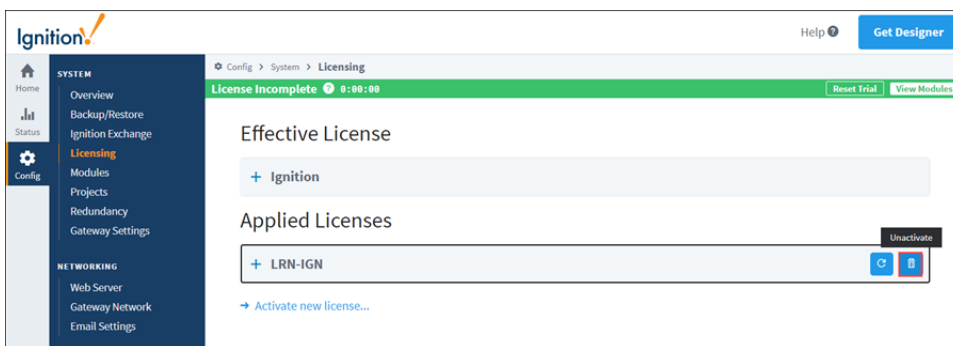 Ignition!
Help ?
Get Designer
Home
Status
Config
SYSTEM
Overview
Backup/Restore
Ignition Exchange
Licensing
Modules
Projects
Redundancy
Gateway Settings
NETWORKING
Web Server
Gateway Network
Email Settings
Config > System > Licensing
License Incomplete ? 0:00:00
Reset Trial
View Modules
Effective License
+ Ignition
Applied Licenses
Unactivate
+ LRN-IGN
→ Activate new license...